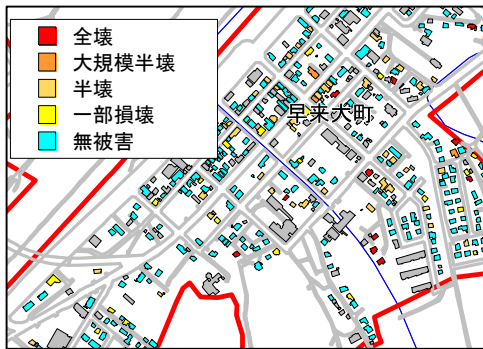 全壊
大規模半壊
半壊
一部損壊
無被害
早来大町